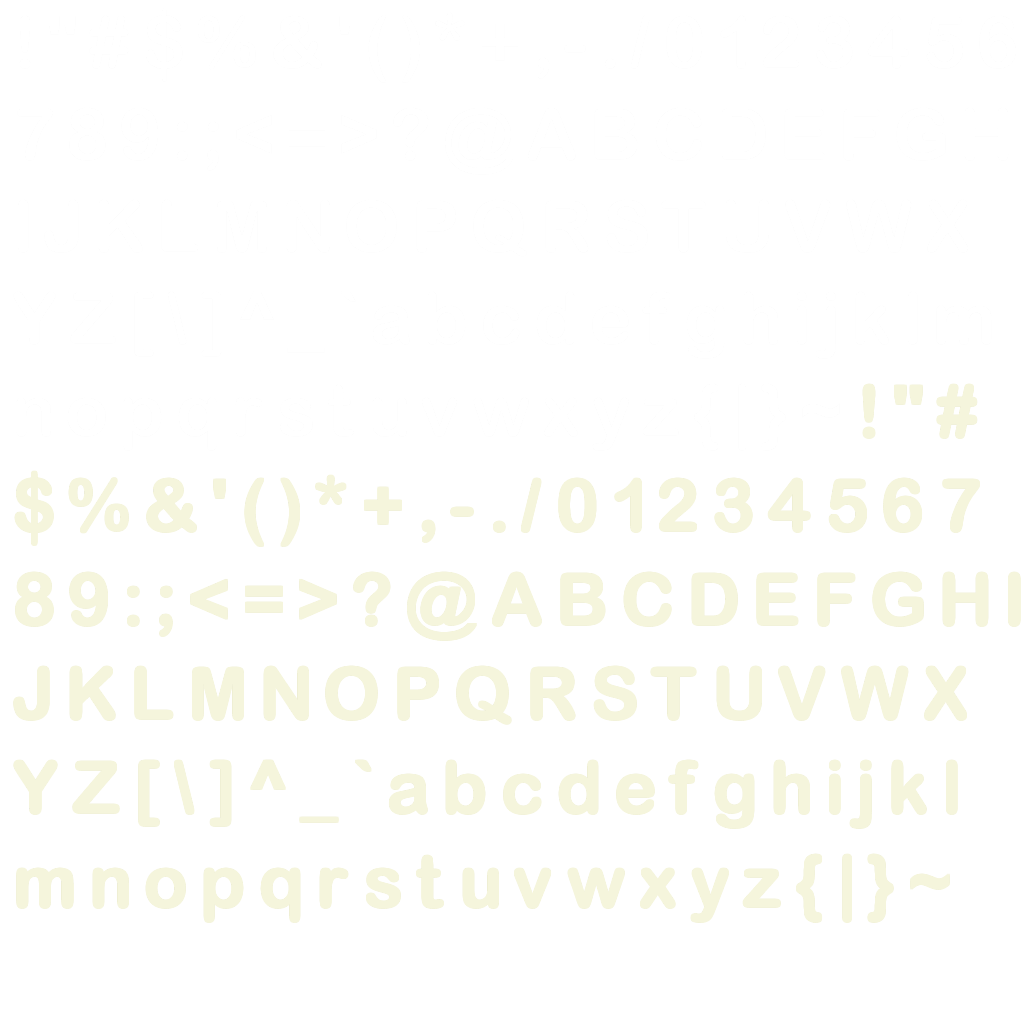 !"#
$%&'()*+,-./01234567
89:;<=>?@ABCDEFGHI
JKLMNOPQRSTUVWX
YZ[\]^_`abcdefghijkl
mnopqrstuvwxyz{|}~